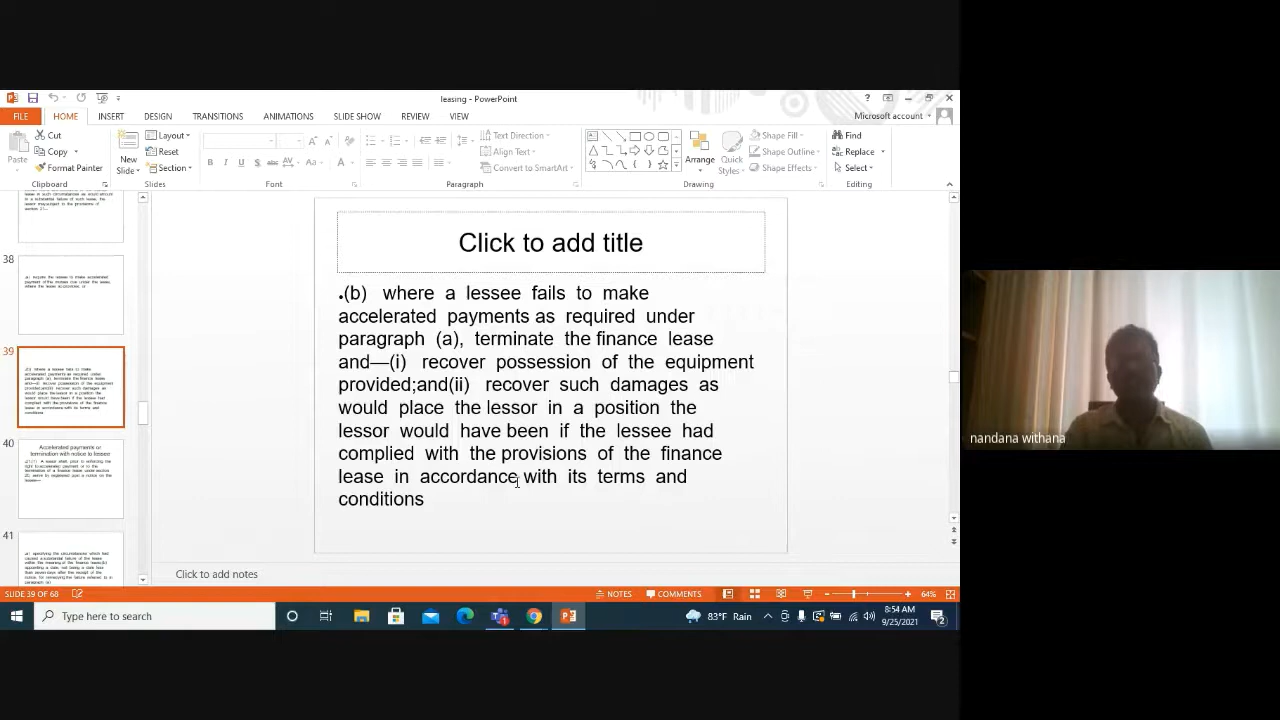 leasing - PowerPoint
Microsoft account
FILE HOME INSERT DESIGN TRANSITIONS ANIMATIONS SLIDE SHOW REVIEW VIEW
Paste Cut Copy Format Painter
New Slide Layout Reset Section
Text Direction Align Text Convert to SmartArt
Arrange Quick Styles Shape Fill Shape Outline Shape Effects
Find Replace Select
Clipboard Slides Font Paragraph Drawing Editing
38
39
40
Accelerated payments or
termination with notice to lessee
41
Click to add title
.(b) where a lessee fails to make
accelerated payments as required under
paragraph (a), terminate the finance lease
and—(i) recover possession of the equipment
provided;and(ii) recover such damages as
would place the lessor in a position the
lessor would have been if the lessee had
complied with the provisions of the finance
lease in accordance with its terms and
conditions
Click to add notes
SLIDE 39 OF 68 NOTES COMMENTS 64%
Type here to search
83°F Rain
8:54 AM
9/25/2021
nandana withana